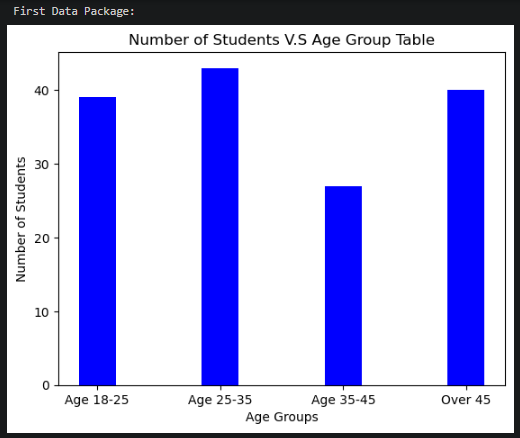 First Data Package:
Number of Students V.S Age Group Table
Number of Students
40
30
20
10
0
Age 18-25 Age 25-35 Age 35-45 Over 45
Age Groups